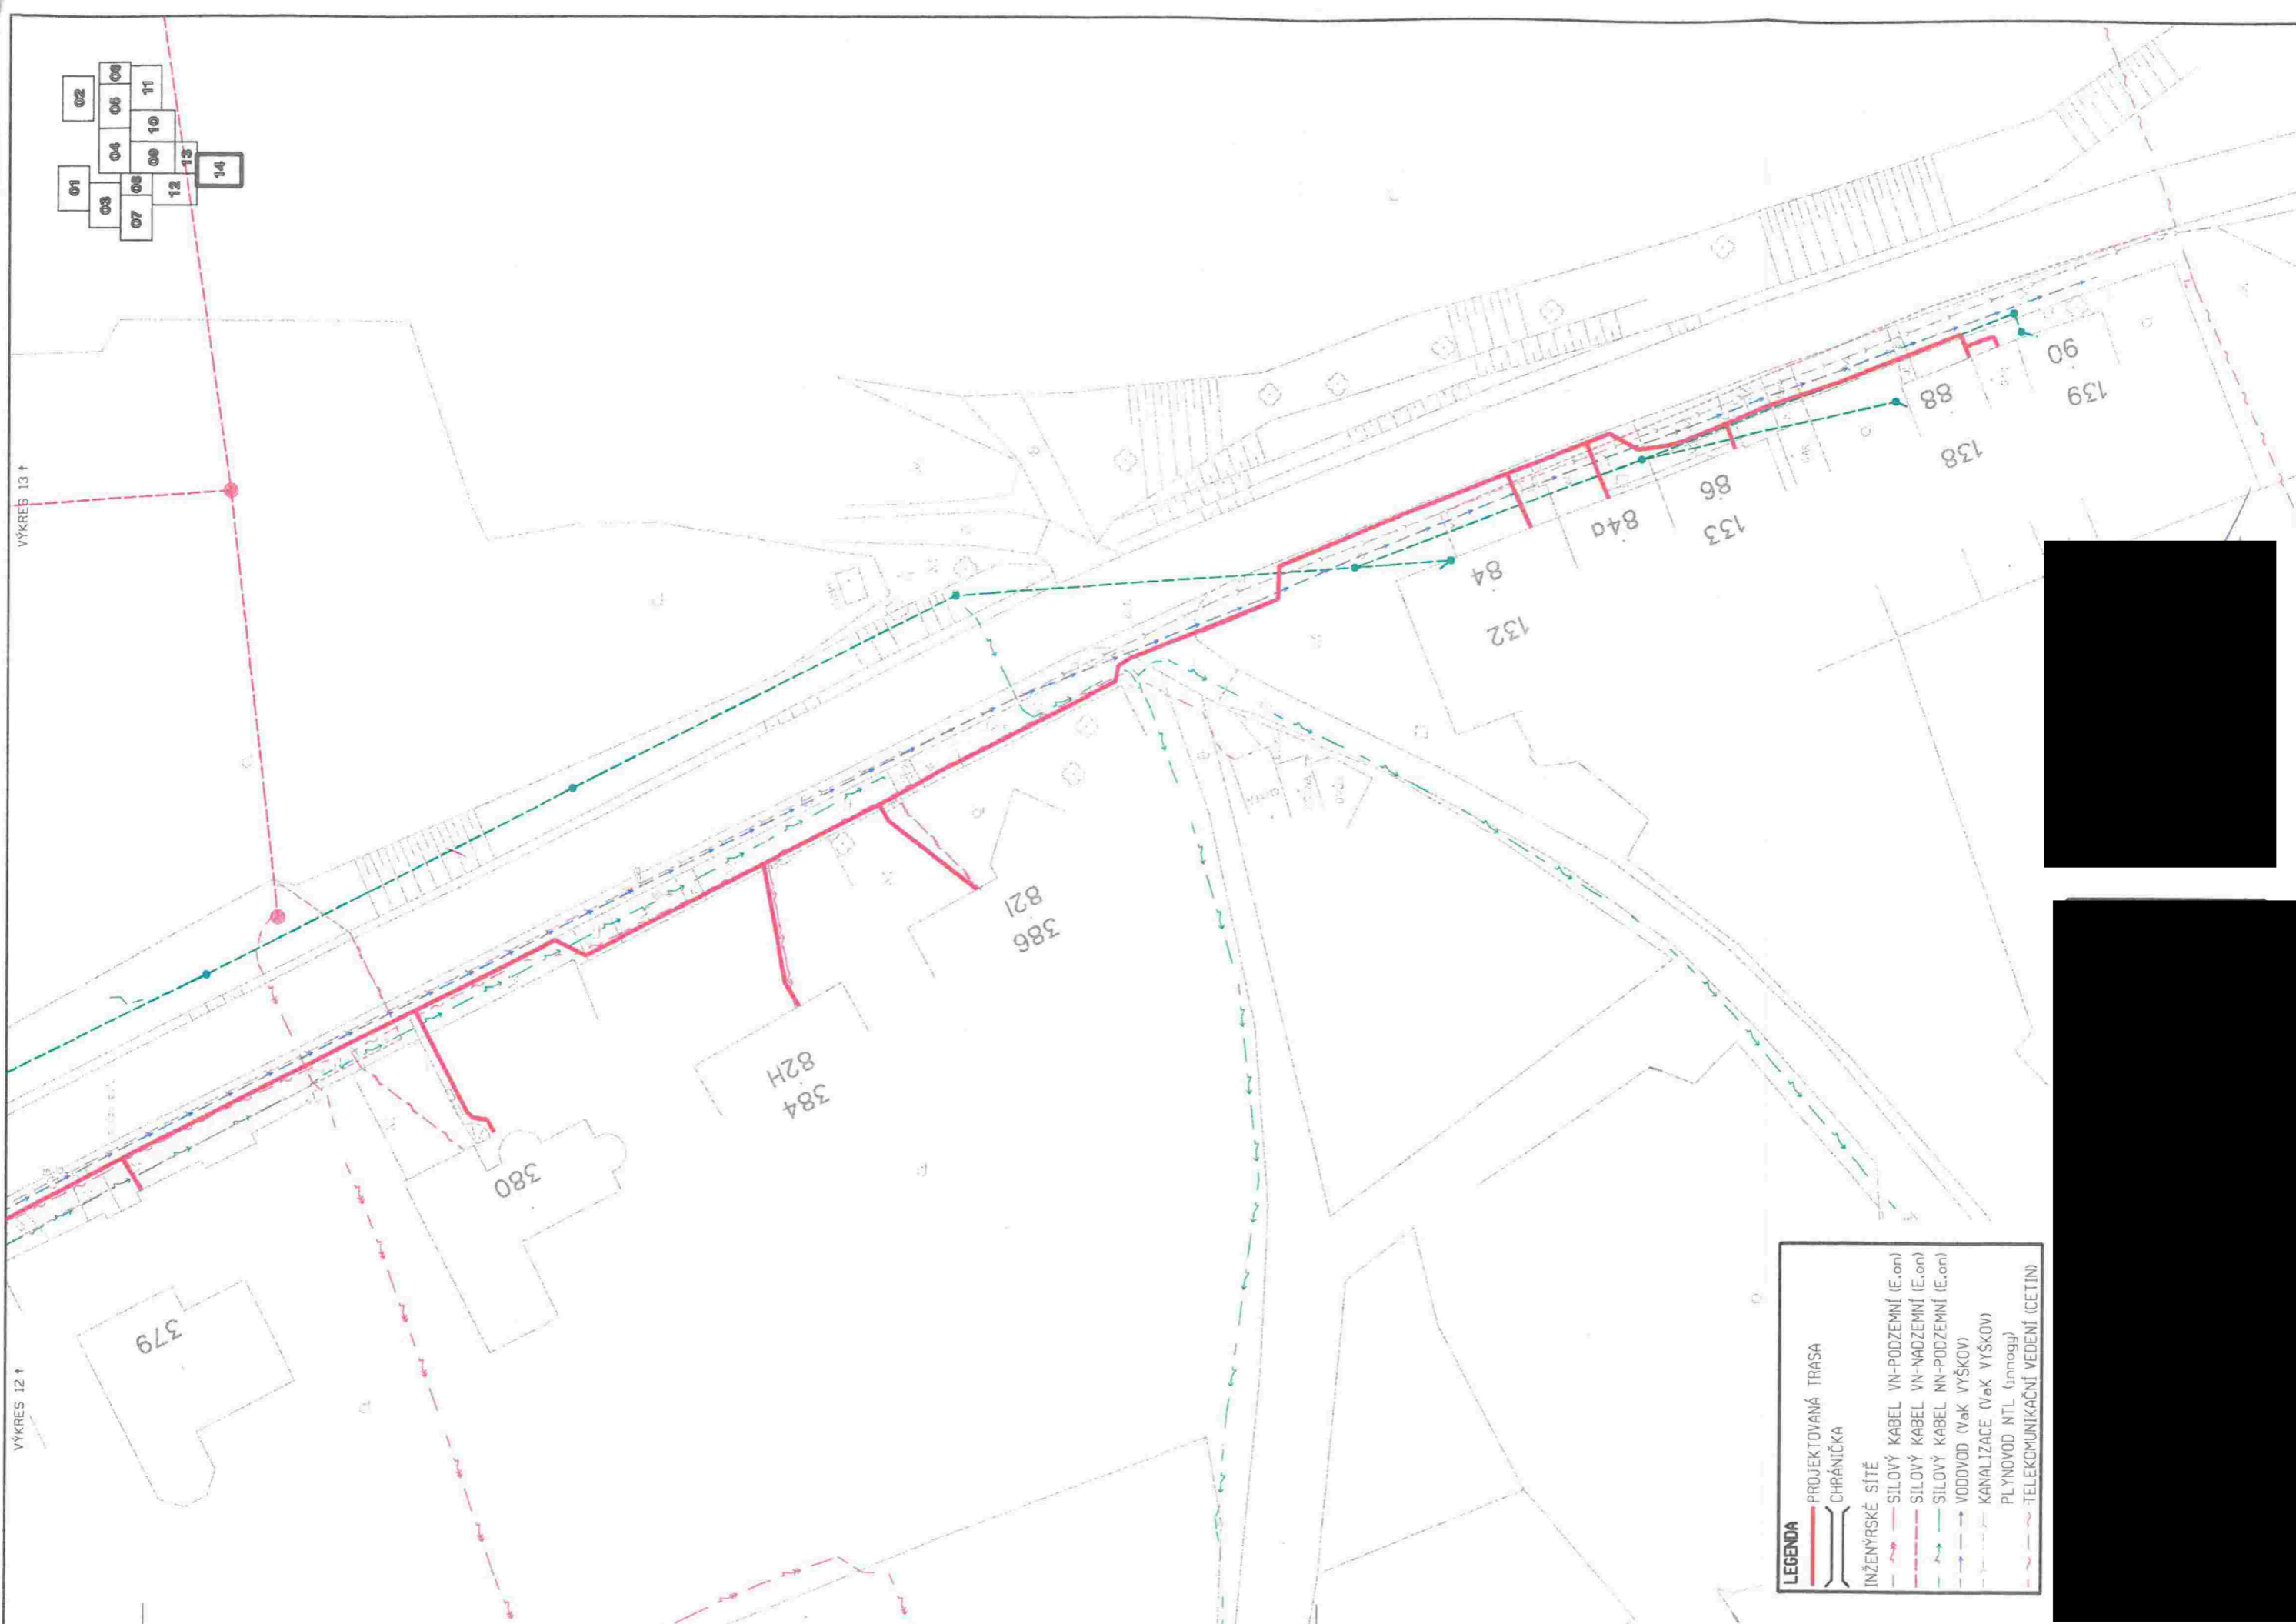 01
02
03
04
05
06
07
08
09
10
11
12
13
14
VÝKRES 13↑
VÝKRES 12↑
379
380
82H
384
82I
386
84
132
84a
86
133
88
138
90
139
LEGENDA
PROJEKTOVANÁ TRASA
CHRÁNIČKA
INŽENÝRSKÉ SÍTĚ
SILOVÝ KABEL VN-PODZEMNÍ (E.on)
SILOVÝ KABEL VN-NADZEMNÍ (E.on)
SILOVÝ KABEL NN-PODZEMNÍ (E.on)
VODOVOD (VaK VYŠKOV)
KANALIZACE (VaK VYŠKOV)
PLYNOVOD NTL (innogy)
TELEKOMUNIKAČNÍ VEDENÍ (CETIN)